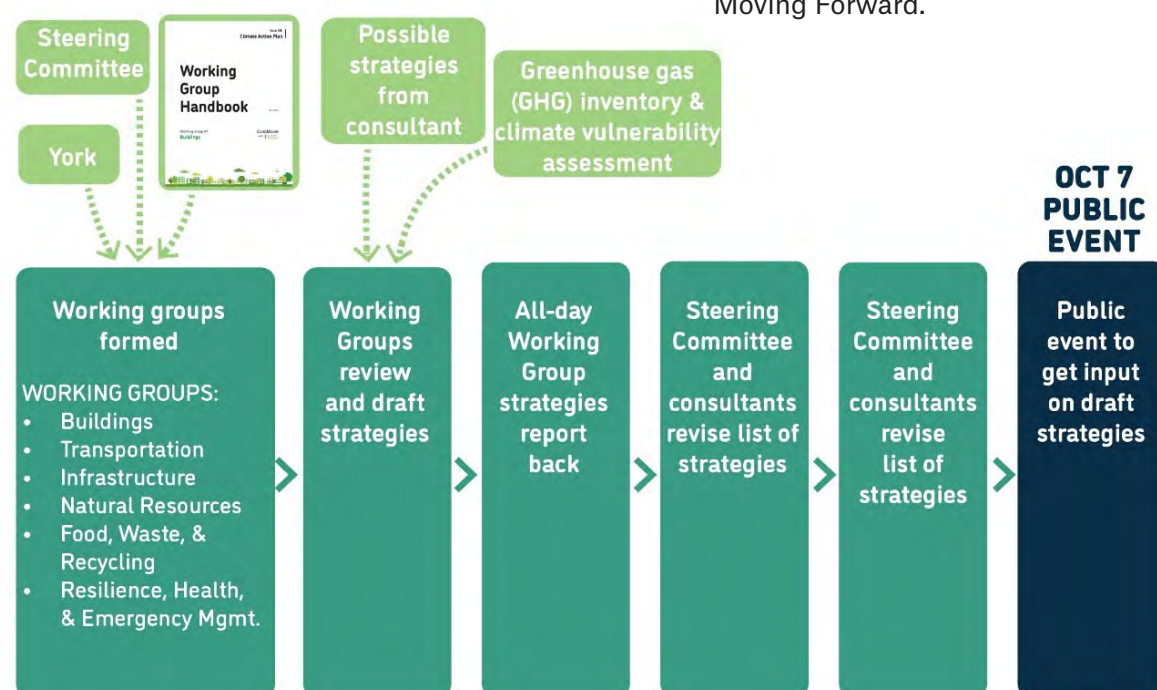 Moving Forward.
Steering
Committee
York
Climate Action Plan
Working
Group
Handbook
Buildings
Possible
strategies
from
consultant
Greenhouse gas
(GHG) inventory &
climate vulnerability
assessment
OCT 7
PUBLIC
EVENT
Working groups
formed
WORKING GROUPS:
• Buildings
• Transportation
• Infrastructure
• Natural Resources
• Food, Waste, &
Recycling
• Resilience, Health,
& Emergency Mgmt.
Working
Groups
review
and draft
strategies
All-day
Working
Group
strategies
report
back
Steering
Committee
and
consultants
revise list of
strategies
Steering
Committee
and
consultants
revise
list of
strategies
Public
event to
get input
on draft
strategies